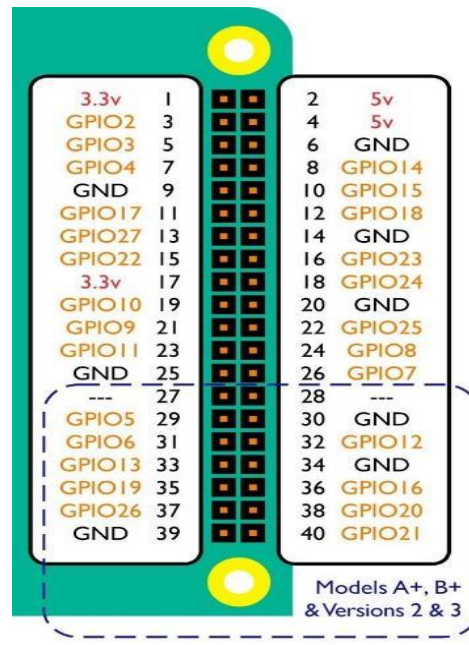 3.3v 1 2 5v
GPIO2 3 4 5v
GPIO3 5 6 GND
GPIO4 7 8 GPIO14
GND 9 10 GPIO15
GPIO17 11 12 GPIO18
GPIO27 13 14 GND
GPIO22 15 16 GPIO23
3.3v 17 18 GPIO24
GPIO10 19 20 GND
GPIO9 21 22 GPIO25
GPIO11 23 24 GPIO8
GND 25 26 GPIO7
--- 27 28 ---
GPIO5 29 30 GND
GPIO6 31 32 GPIO12
GPIO13 33 34 GND
GPIO19 35 36 GPIO16
GPIO26 37 38 GPIO20
GND 39 40 GPIO21
Models A+, B+
& Versions 2 & 3